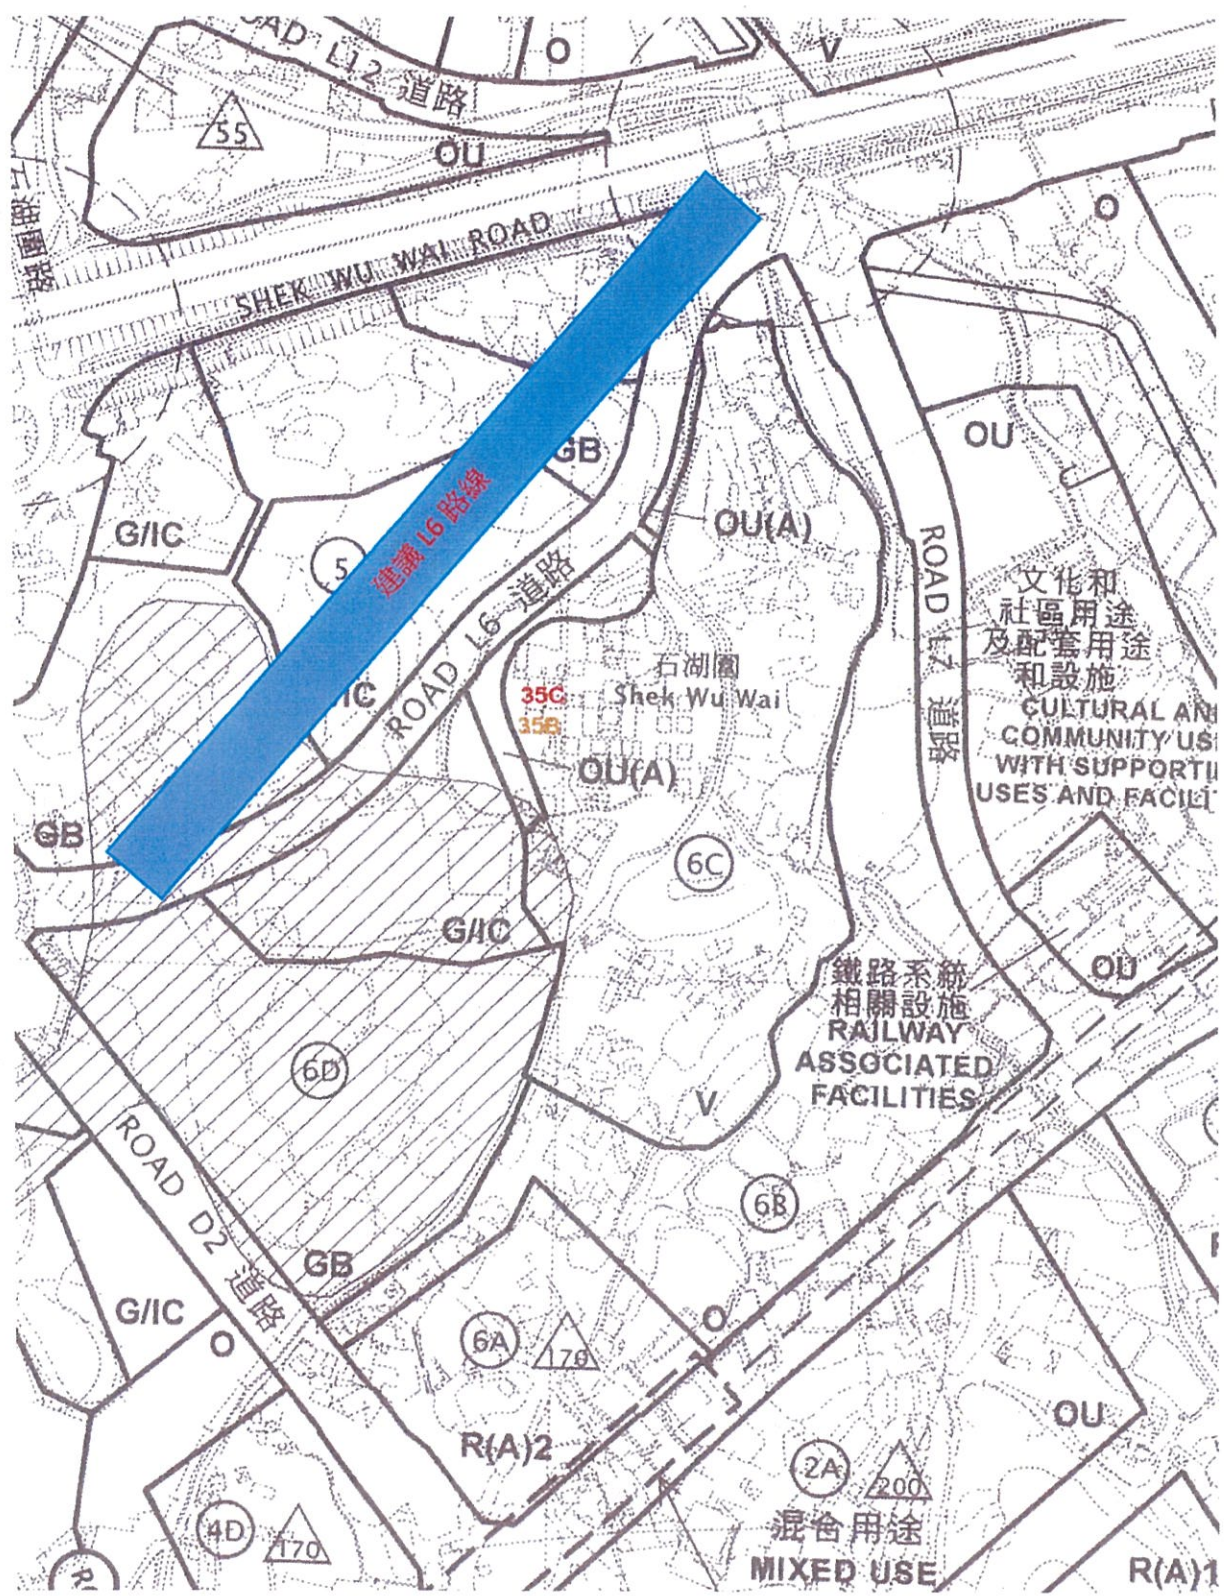 ROAD L12 道路
O
V
55
OU
SHEK WU WAI ROAD
O
OU
GB
G/IC
5
建議 L6 路線
OU(A)
ROAD L6 道路
ROAD L7 道路
文化和
社區用途
及配套用途
和設施
CULTURAL AN
COMMUNITY US
WITH SUPPORTI
USES AND FACILIT
石湖圍
Shek Wu Wai
35C
35B
IC
OU(A)
GB
6C
G/IC
OU
鐵路系統
相關設施
RAILWAY
ASSOCIATED
FACILITIES
6D
V
ROAD D2 道路
6B
GB
G/IC
O
O
6A
170
R(A)2
OU
2A
200
混合用途
MIXED USE
4D
170
R(A)1